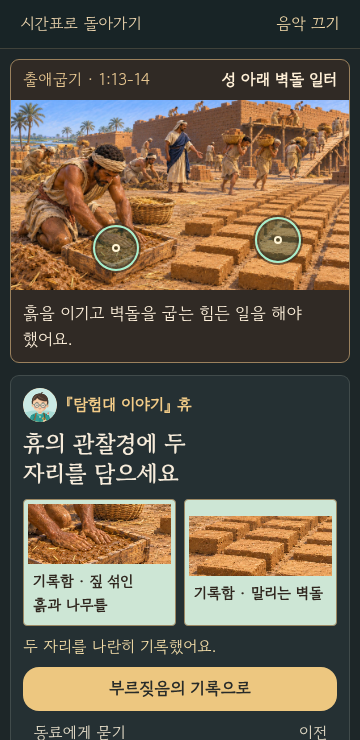 시간표로 돌아가기
음악 끄기
출애굽기 · 1:13-14
성 아래 벽돌 일터
흙을 이기고 벽돌을 굽는 힘든 일을 해야
했어요.
『탐험대 이야기』 휴
휴의 관찰경에 두
자리를 담으세요
기록함 · 짚 섞인
흙과 나무틀
기록함 · 말리는 벽돌
두 자리를 나란히 기록했어요.
부르짖음의 기록으로
동료에게 묻기
이전